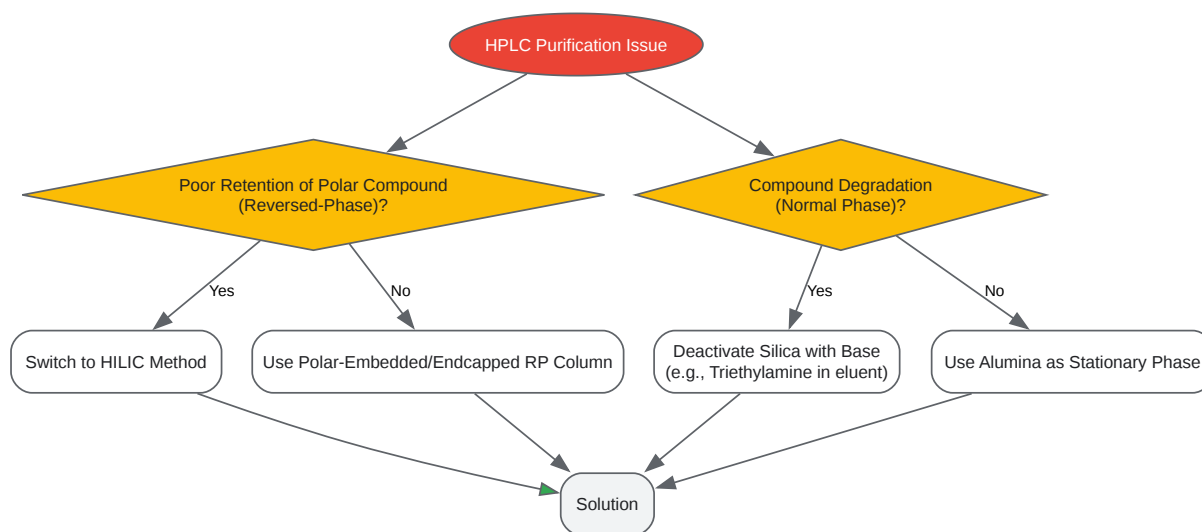 HPLC Purification Issue
Poor Retention of Polar Compound
(Reversed-Phase)?
Compound Degradation
(Normal Phase)?
Yes
No
Yes
No
Switch to HILIC Method
Use Polar-Embedded/Endcapped RP Column
Deactivate Silica with Base
(e.g., Triethylamine in eluent)
Use Alumina as Stationary Phase
Solution